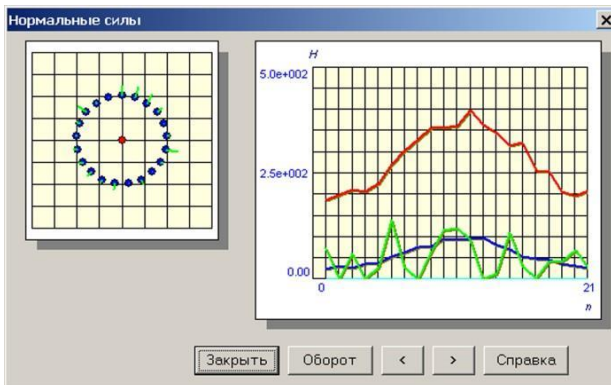 Нормальные силы
H
5.0e+002
2.5e+002
0.00
0
21
n
Закрыть
Оборот
<
>
Справка